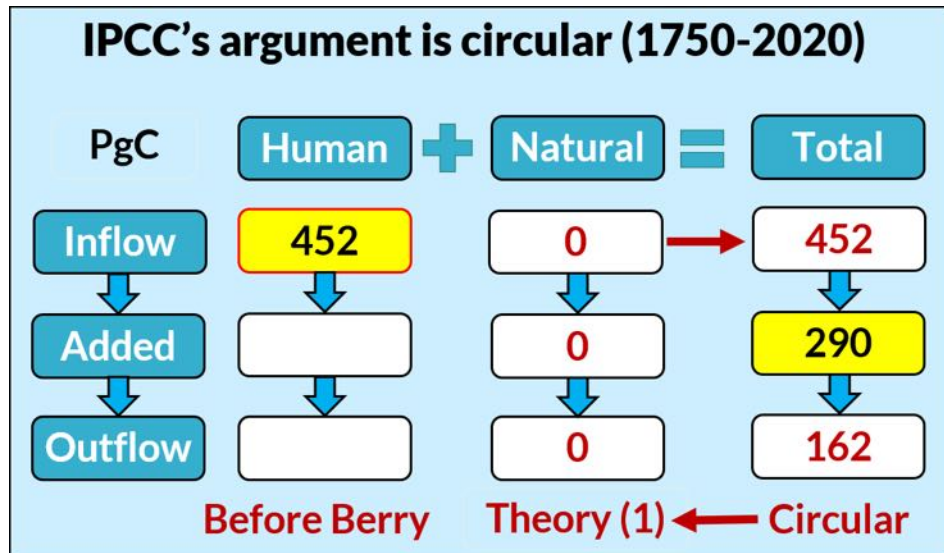 IPCC's argument is circular (1750-2020)
PgC Human + Natural = Total
Inflow 452 0 452
Added 0 290
Outflow 0 162
Before Berry Theory (1) Circular